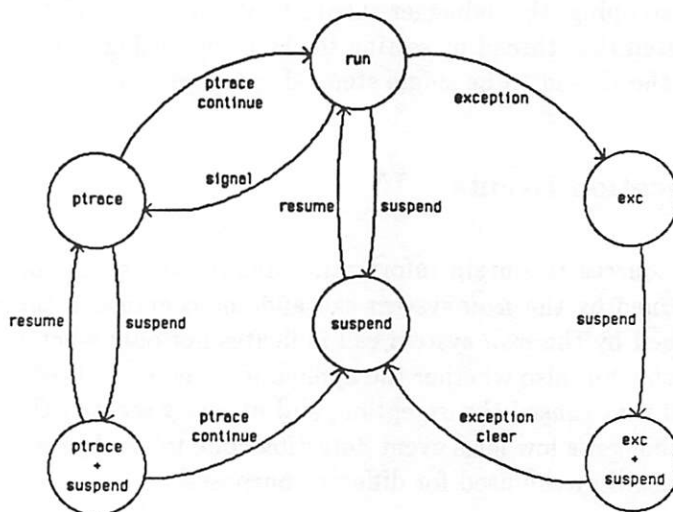 run
ptrace
continue
exception
signal
ptrace
resume
suspend
exc
resume
suspend
suspend
suspend
ptrace
continue
exception
clear
ptrace
+
suspend
exc
+
suspend